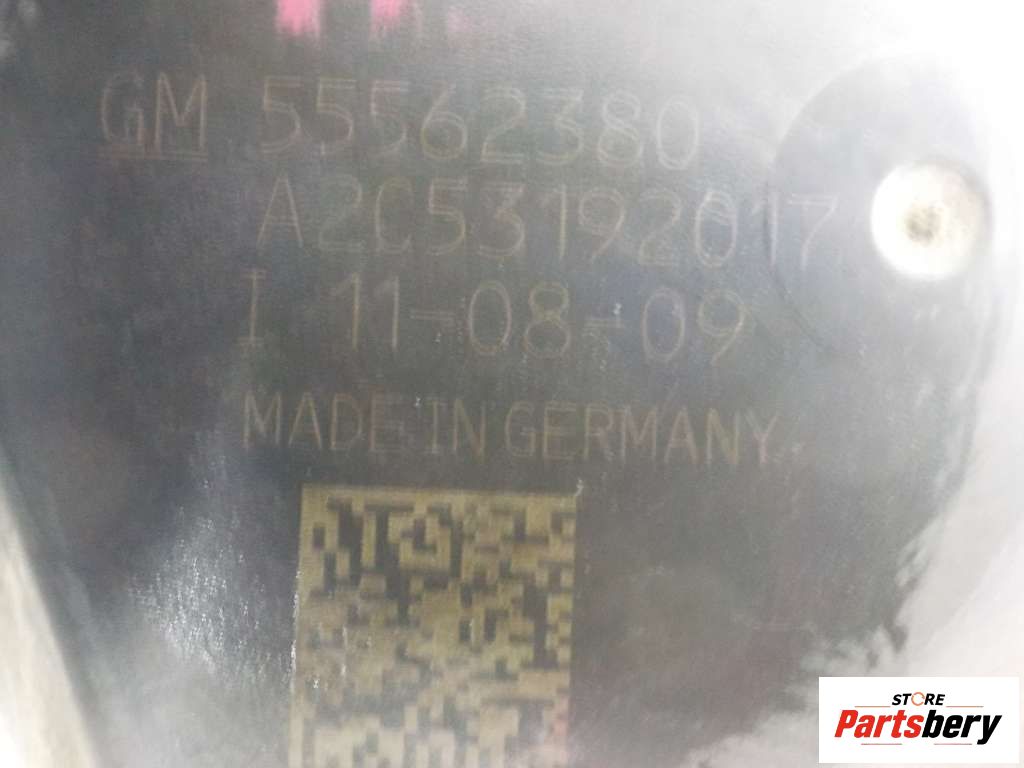 GM 55562380
A2C53192017
I 11-08-09
MADE IN GERMANY
STORE
Partsbery